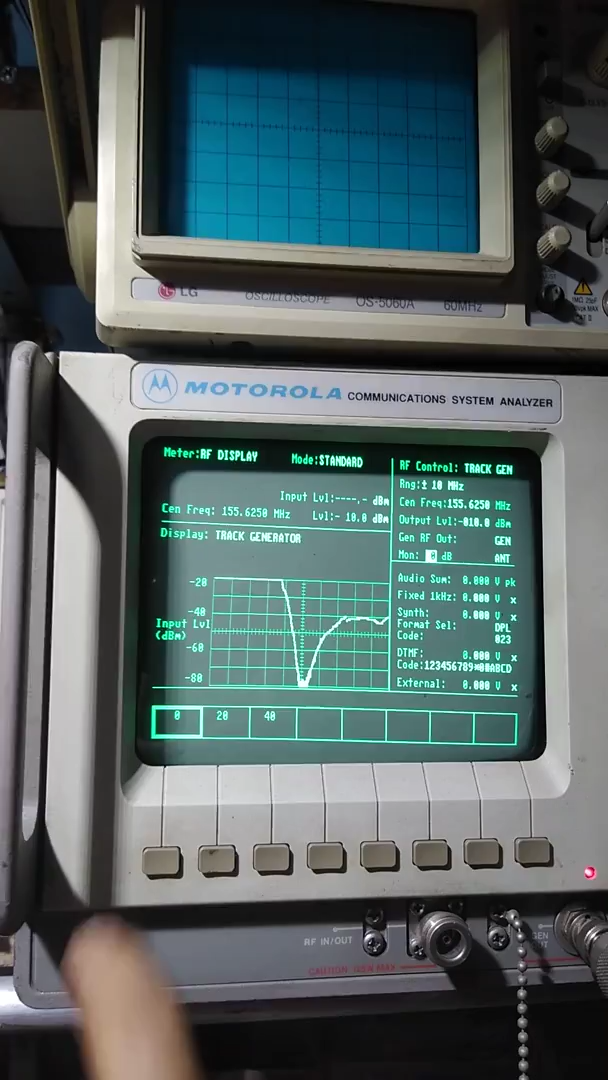 LG OSCILLOSCOPE OS-5060A 60MHz
MOTOROLA COMMUNICATIONS SYSTEM ANALYZER
Meter:RF DISPLAY Mode:STANDARD
Input Lvl:----.- dBm
Cen Freq: 155.6250 MHz Lvl:- 10.0 dBm
Display: TRACK GENERATOR
-20
-40
Input Lvl
(dBm)
-60
-80
0 20 40
RF Control: TRACK GEN
Rng:± 10 MHz
Cen Freq:155.6250 MHz
Output Lvl:-010.0 dBm
Gen RF Out: GEN
Mon: 0 dB ANT
Audio Sum: 0.000 V pk
Fixed 1kHz: 0.000 V x
Synth: 0.000 V x
Format Sel: DPL
Code: 023
DTMF: 0.000 V x
Code:123456789*00ABCD
External: 0.000 V x
RF IN/OUT
CAUTION
MAX
GEN